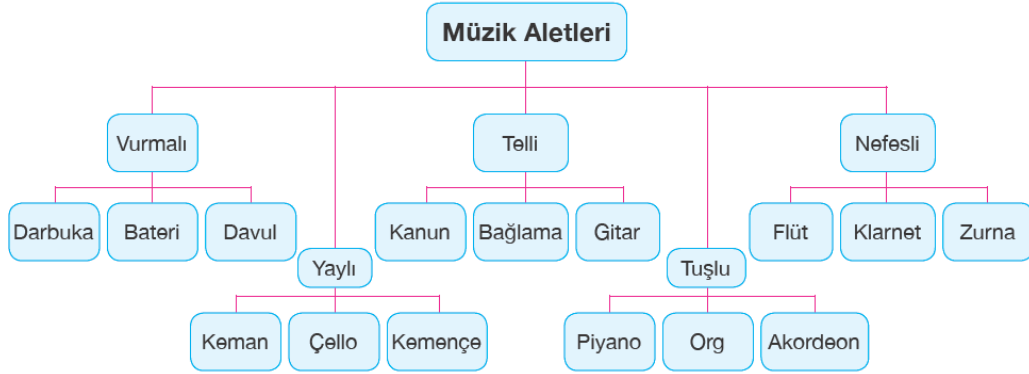 Müzik Aletleri
Vurmalı
Telli
Nefesli
Darbuka
Bateri
Davul
Kanun
Bağlama
Gitar
Flüt
Klarnet
Zurna
Yaylı
Tuşlu
Keman
Çello
Kemençe
Piyano
Org
Akordeon